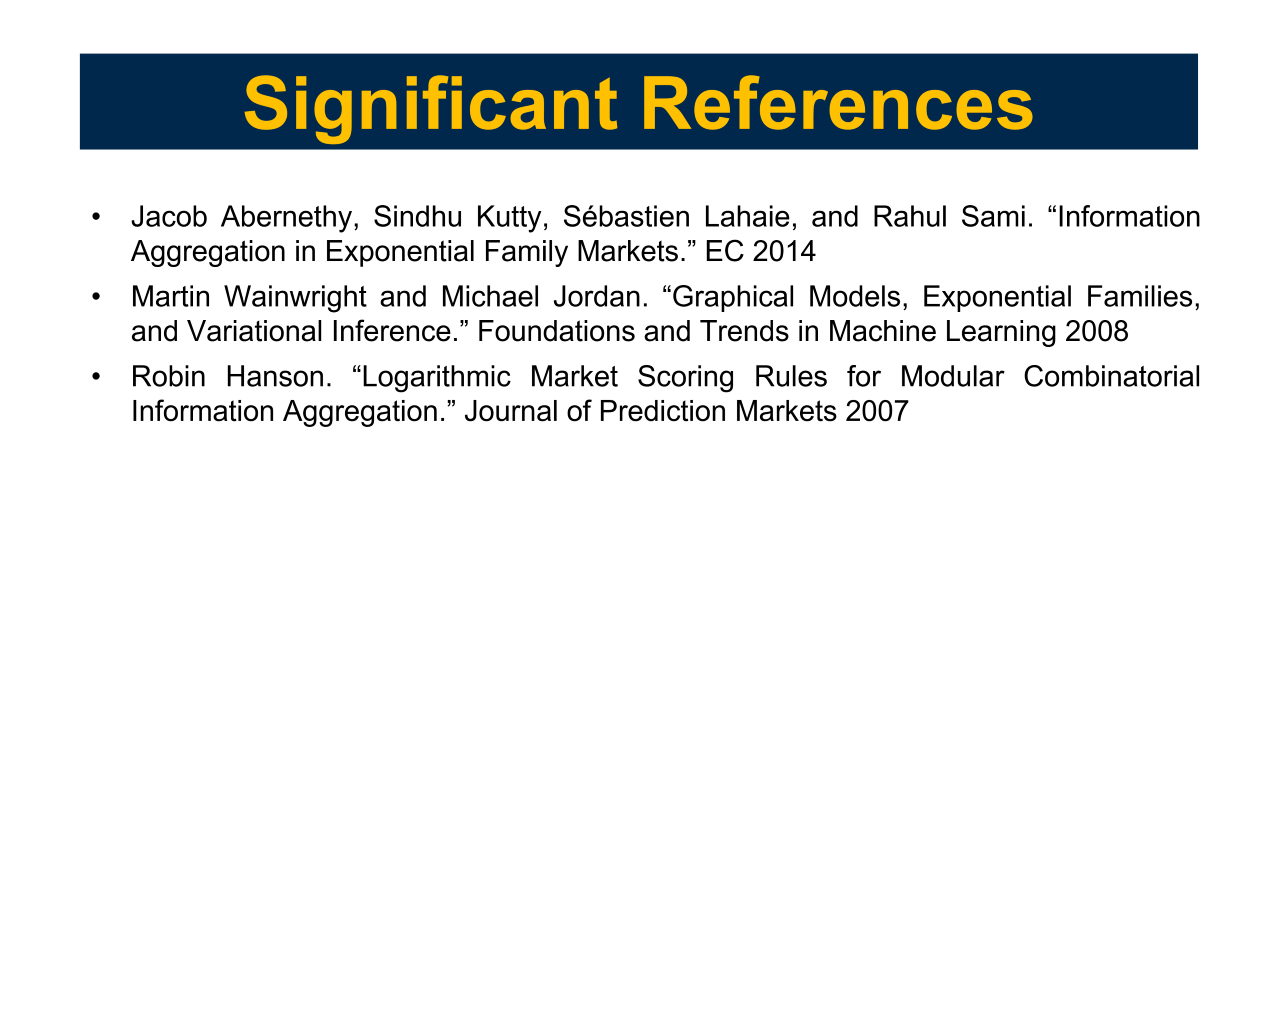 Significant References
• Jacob Abernethy, Sindhu Kutty, Sébastien Lahaie, and Rahul Sami. “Information
Aggregation in Exponential Family Markets.” EC 2014
• Martin Wainwright and Michael Jordan. “Graphical Models, Exponential Families,
and Variational Inference.” Foundations and Trends in Machine Learning 2008
• Robin Hanson. “Logarithmic Market Scoring Rules for Modular Combinatorial
Information Aggregation.” Journal of Prediction Markets 2007